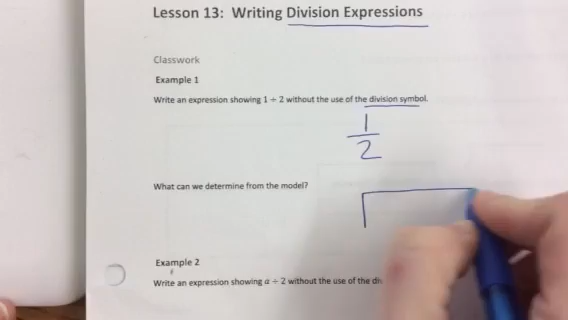 Lesson 13: Writing Division Expressions
Classwork
Example 1
Write an expression showing 1 ÷ 2 without the use of the division symbol.
1
2
What can we determine from the model?
Example 2
Write an expression showing a ÷ 2 without the use of the